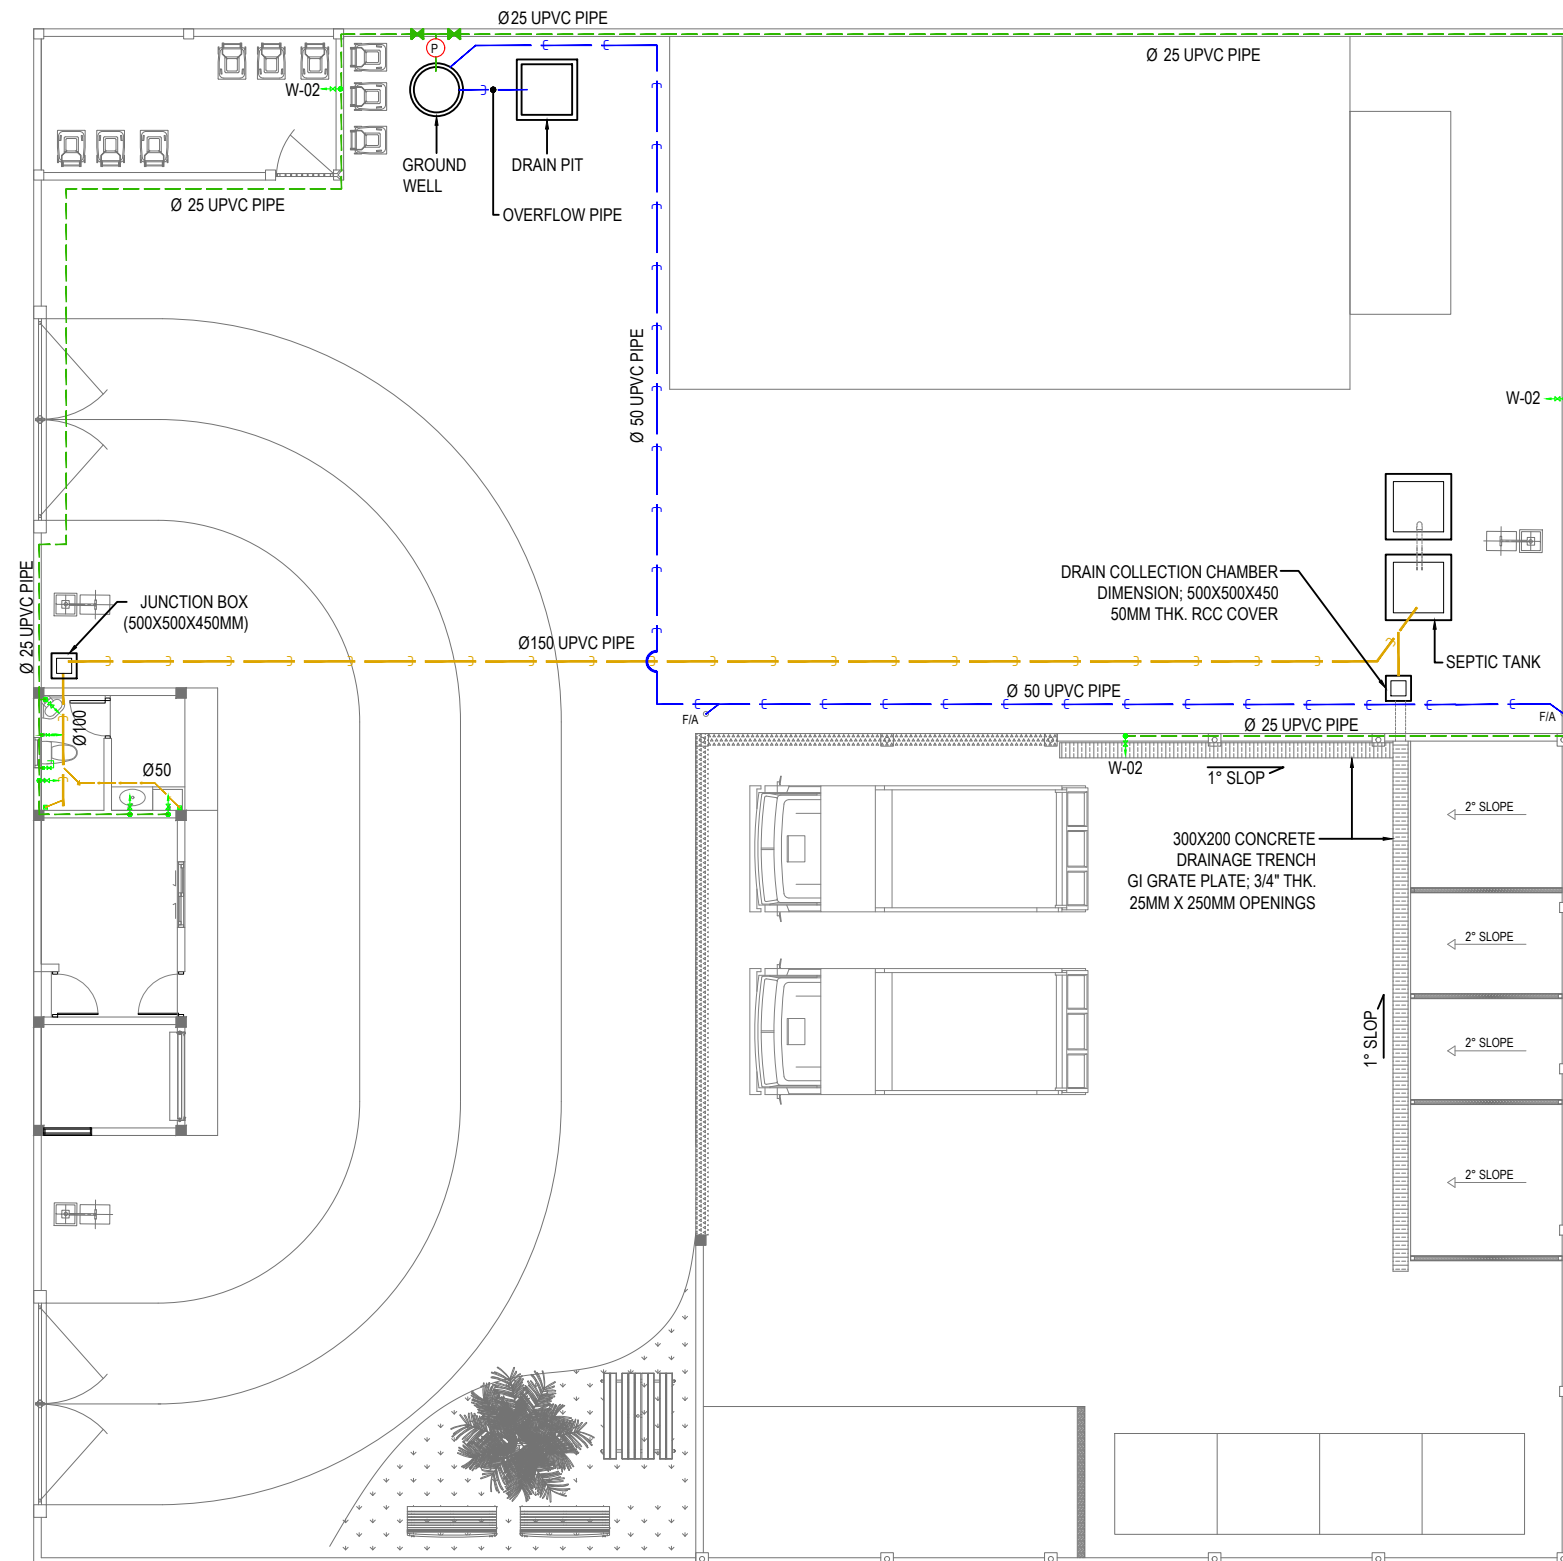 Ø25 UPVC PIPE
Ø 25 UPVC PIPE
P
W-02
GROUND
WELL
DRAIN PIT
Ø 25 UPVC PIPE
OVERFLOW PIPE
Ø 50 UPVC PIPE
W-02
Ø 25 UPVC PIPE
JUNCTION BOX
(500X500X450MM)
DRAIN COLLECTION CHAMBER
DIMENSION; 500X500X450
50MM THK. RCC COVER
Ø150 UPVC PIPE
SEPTIC TANK
Ø 50 UPVC PIPE
F/A
F/A
Ø 25 UPVC PIPE
Ø100
Ø50
W-02
1° SLOP
2° SLOPE
300X200 CONCRETE
DRAINAGE TRENCH
GI GRATE PLATE; 3/4" THK.
25MM X 250MM OPENINGS
2° SLOPE
1° SLOP
2° SLOPE
2° SLOPE